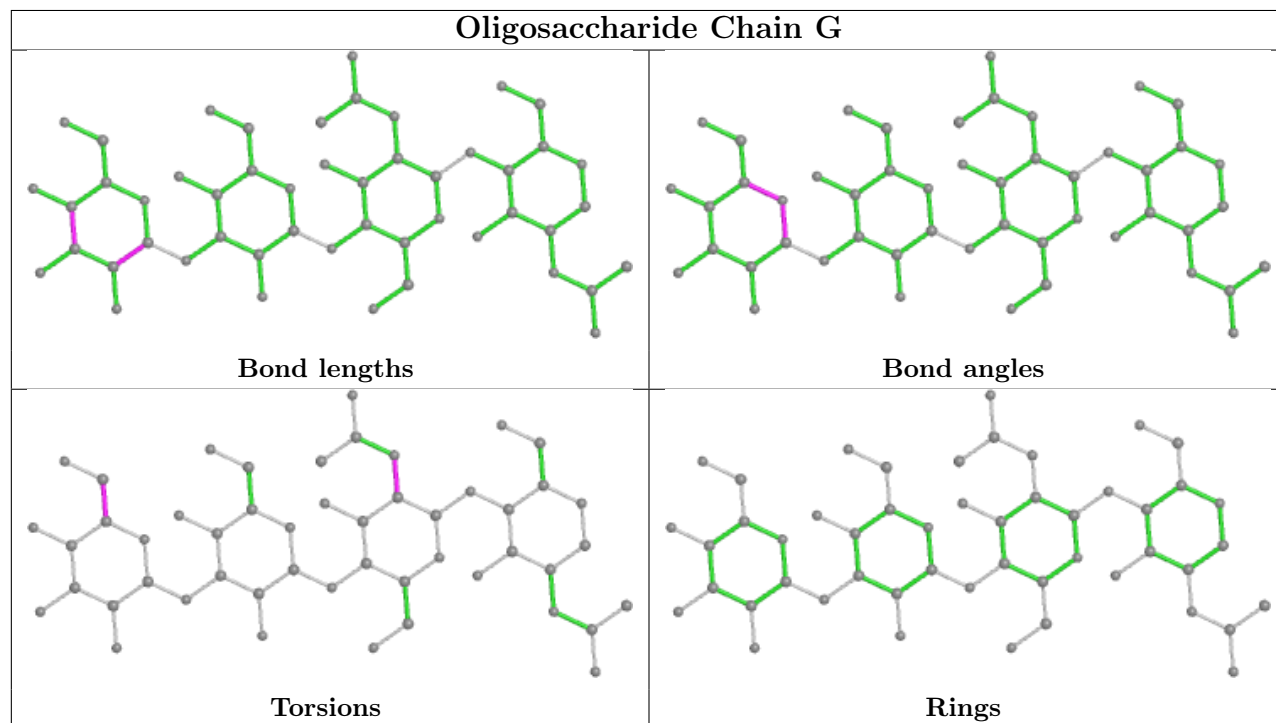 Oligosaccharide Chain G
Bond lengths
Bond angles
Torsions
Rings